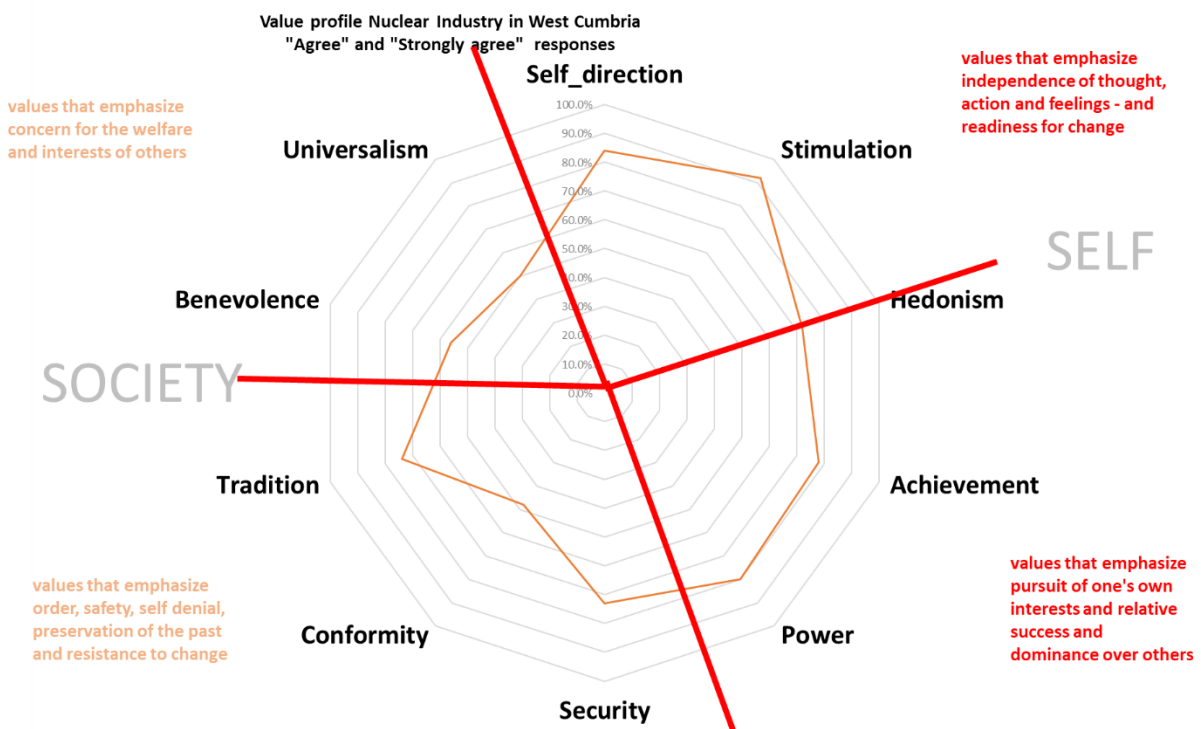 Value profile Nuclear Industry in West Cumbria
"Agree" and "Strongly agree" responses
values that emphasize
independence of thought,
action and feelings - and
readiness for change
Self_direction
values that emphasize
concern for the welfare
and interests of others
100.0%
90.0%
80.0%
70.0%
60.0%
50.0%
40.0%
30.0%
20.0%
10.0%
0.0%
Universalism
Stimulation
SELF
Benevolence
Hedonism
SOCIETY
Tradition
Achievement
values that emphasize
pursuit of one's own
interests and relative
success and
dominance over others
values that emphasize
order, safety, self denial,
preservation of the past
and resistance to change
Conformity
Power
Security